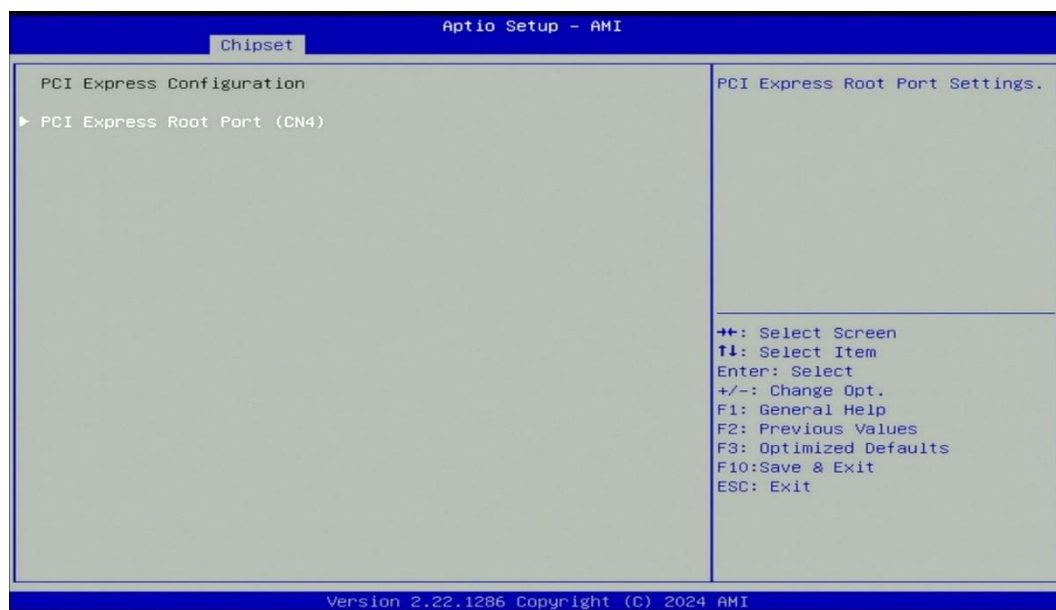 Aptio Setup – AMI
Chipset
PCI Express Configuration
▶ PCI Express Root Port (CN4)
PCI Express Root Port Settings.
→←: Select Screen
↑↓: Select Item
Enter: Select
+/-: Change Opt.
F1: General Help
F2: Previous Values
F3: Optimized Defaults
F10:Save & Exit
ESC: Exit
Version 2.22.1286 Copyright (C) 2024 AMI